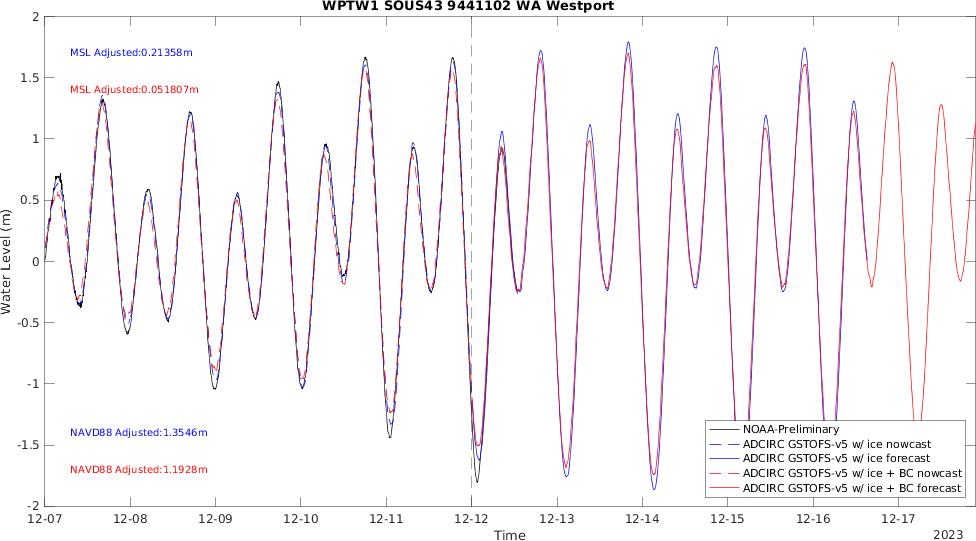 WPTW1 SOUS43 9441102 WA Westport
MSL Adjusted:0.21358m
MSL Adjusted:0.051807m
NAVD88 Adjusted:1.3546m
NAVD88 Adjusted:1.1928m
Water Level (m)
2
1.5
1
0.5
0
-0.5
-1
-1.5
-2
NOAA-Preliminary
ADCIRC GSTOFS-v5 w/ ice nowcast
ADCIRC GSTOFS-v5 w/ ice forecast
ADCIRC GSTOFS-v5 w/ ice + BC nowcast
ADCIRC GSTOFS-v5 w/ ice + BC forecast
12-07 12-08 12-09 12-10 12-11 12-12 12-13 12-14 12-15 12-16 12-17
Time
2023